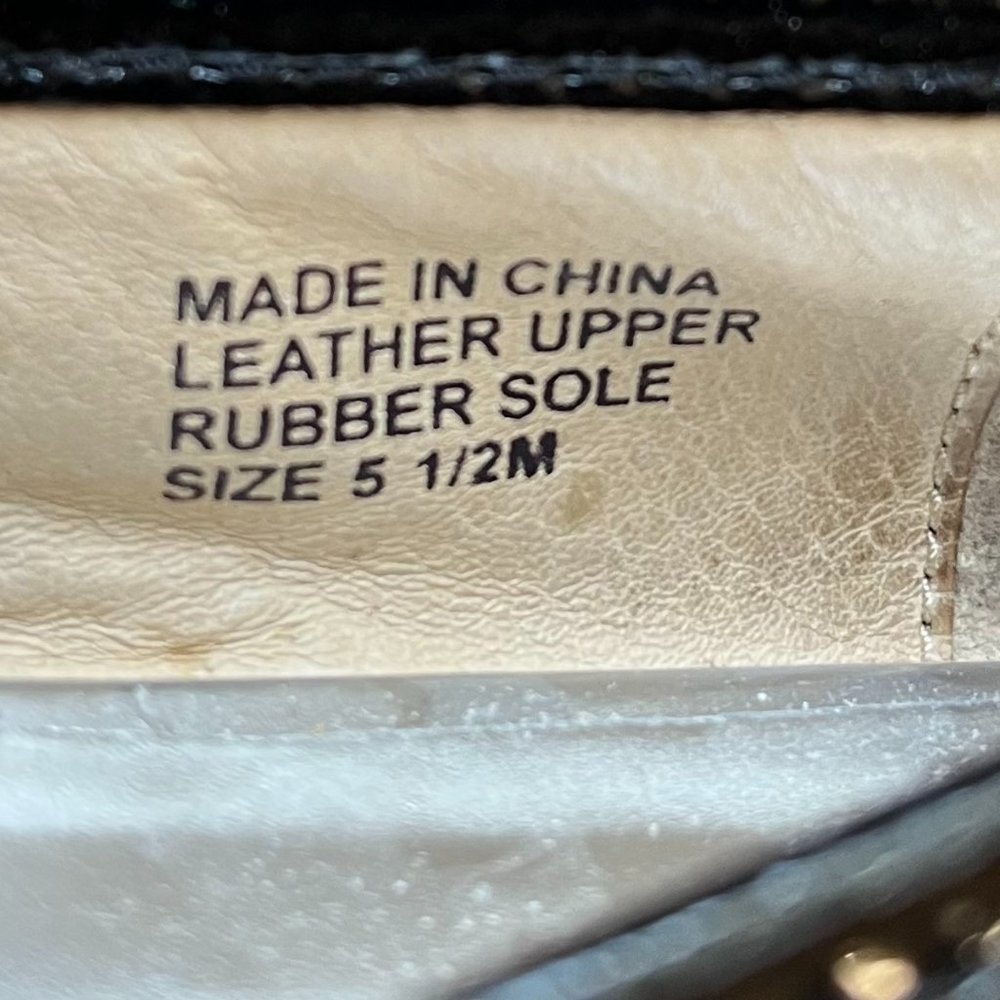 MADE IN CHINA
LEATHER UPPER
RUBBER SOLE
SIZE 5 1/2M